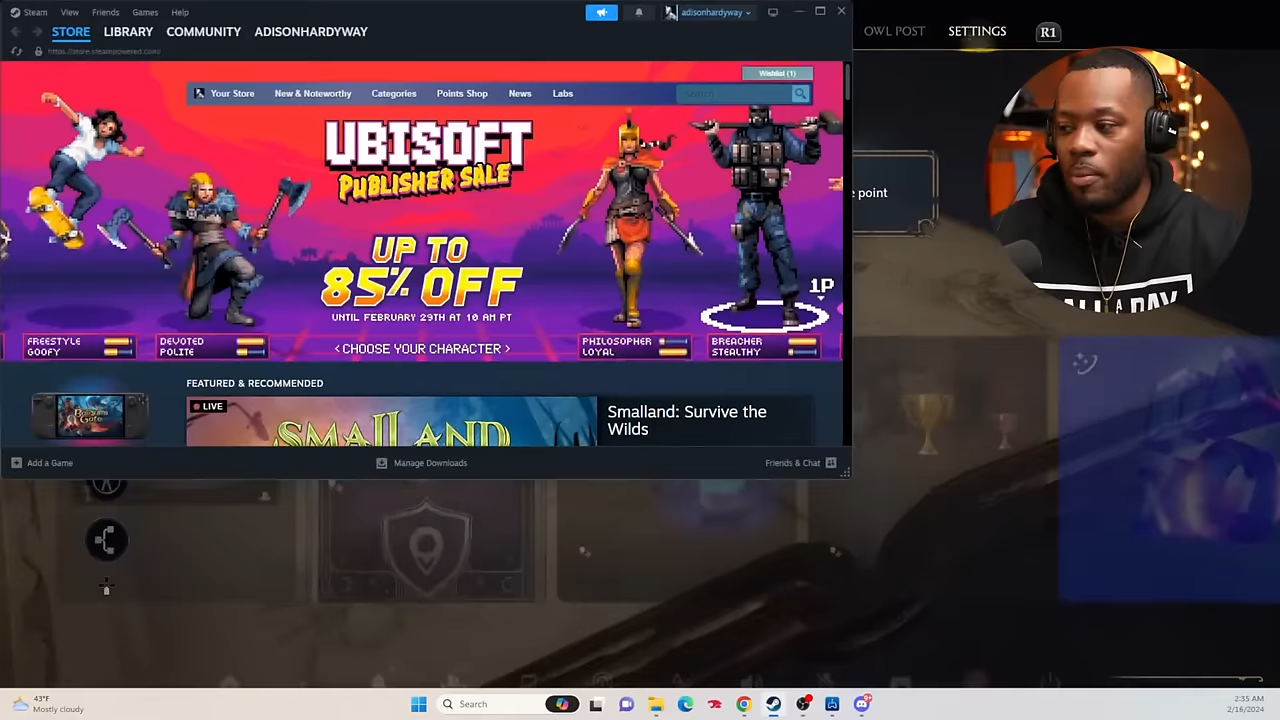 Steam View Friends Games Help
adisonhardyway
STORE LIBRARY COMMUNITY ADISONHARDYWAY
https://store.steampowered.com/
OWL POST SETTINGS R1
Wishlist (1)
Your Store New & Noteworthy Categories Points Shop News Labs
UBISOFT
PUBLISHER SALE
UP TO
85% OFF
UNTIL FEBRUARY 29TH AT 10 AM PT
1P
FREESTYLE
GOOFY
DEVOTED
POLITE
< CHOOSE YOUR CHARACTER >
PHILOSOPHER
LOYAL
BREACHER
STEALTHY
e point
FEATURED & RECOMMENDED
LIVE
SMALLAND
Smalland: Survive the
Wilds
Add a Game Manage Downloads Friends & Chat
43°F
Mostly cloudy
Search
2:35 AM
2/16/2024